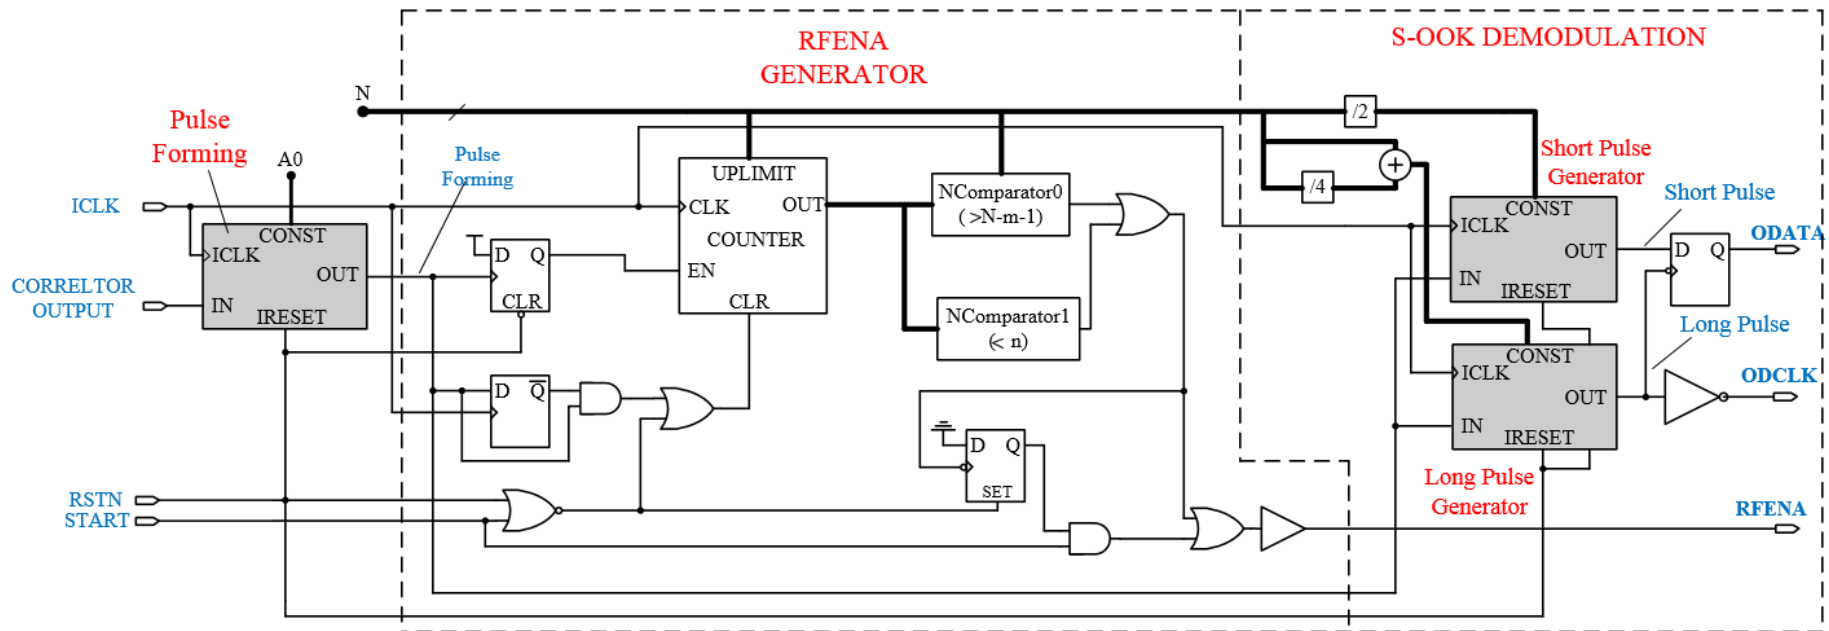 RFENA
GENERATOR
S-OOK DEMODULATION
N
/2
Pulse
Forming
A0
Pulse
Forming
UPLIMIT
CLK
OUT
COUNTER
EN
CLR
NComparator0
( >N-m-1)
/4
+
Short Pulse
Generator
Short Pulse
ICLK
CONST
ICLK
OUT
IN
IRESET
CORRELTOR
OUTPUT
D Q
CLR
NComparator1
(< n)
CONST
ICLK
OUT
IN
IRESET
D Q
ODATA
Long Pulse
D Q
CONST
ICLK
OUT
IN
IRESET
ODCLK
D Q
SET
Long Pulse
Generator
RSTN
START
RFENA